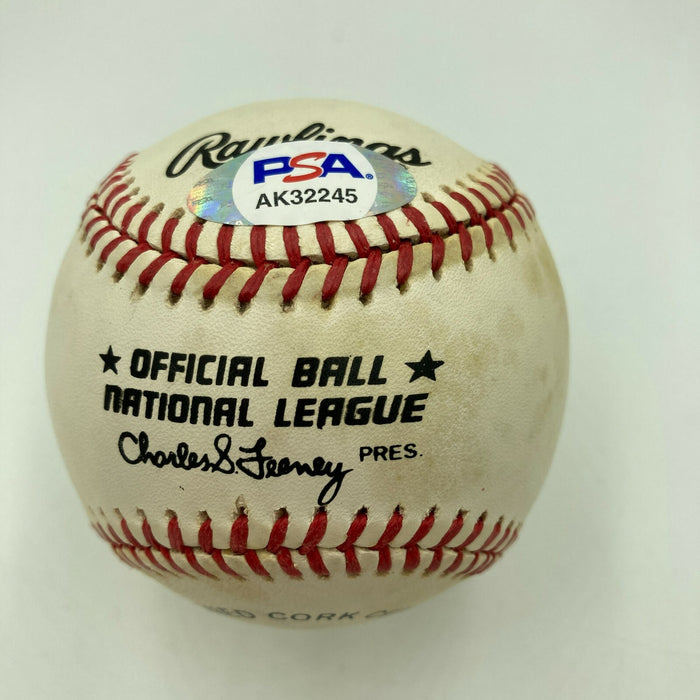 Rawlings
PSA®
AK32245
★ OFFICIAL BALL ★
NATIONAL LEAGUE
Charles S. Feeney PRES.
CORK